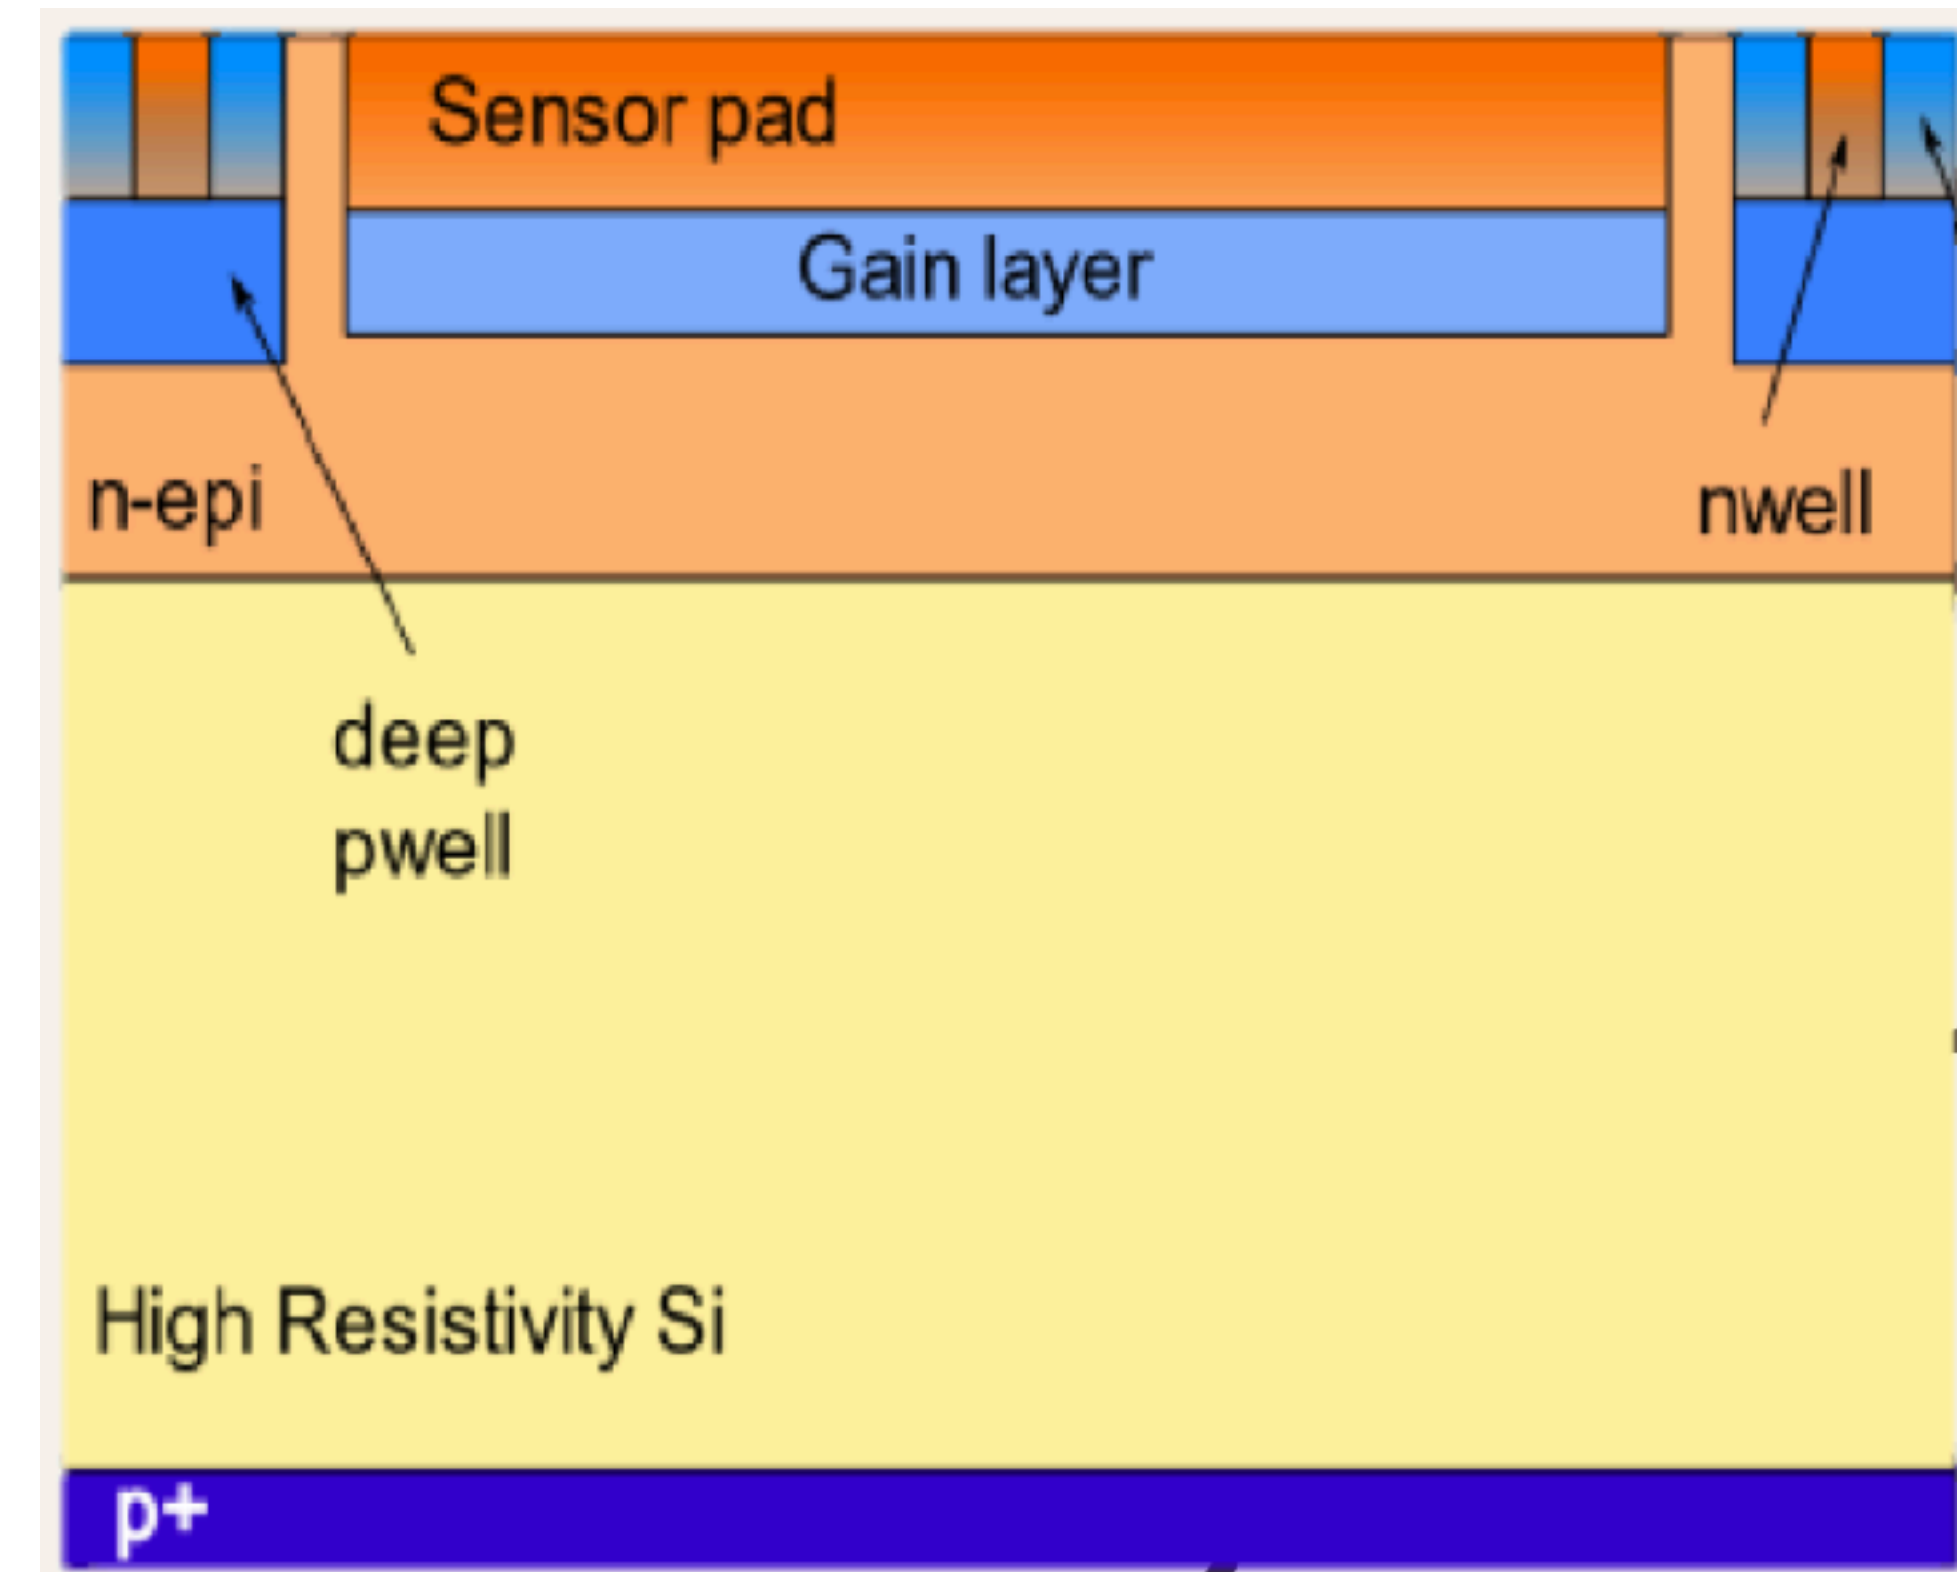 Sensor pad
Gain layer
n-epi
nwell
deep
pwell
High Resistivity Si
p+